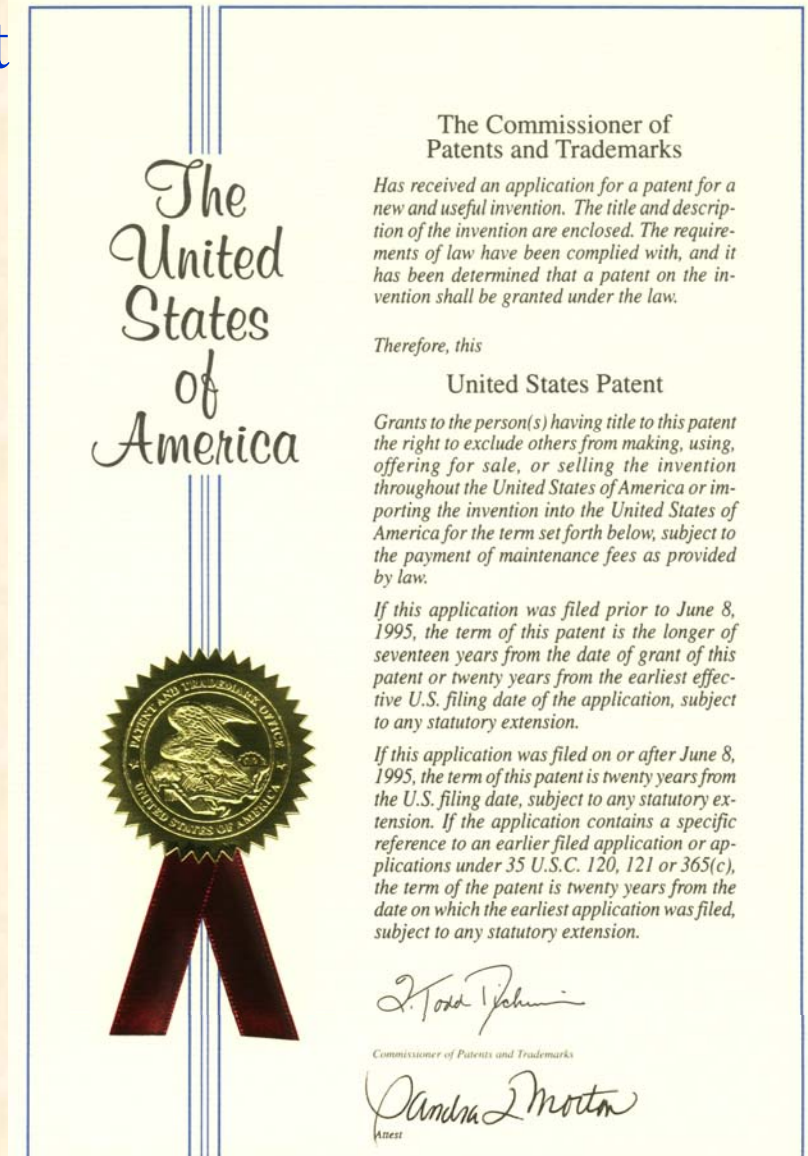 t
The
United
States
of
America
The Commissioner of
Patents and Trademarks
Has received an application for a patent for a
new and useful invention. The title and descrip-
tion of the invention are enclosed. The require-
ments of law have been complied with, and it
has been determined that a patent on the in-
vention shall be granted under the law.
Therefore, this
United States Patent
Grants to the person(s) having title to this patent
the right to exclude others from making, using,
offering for sale, or selling the invention
throughout the United States of America or im-
porting the invention into the United States of
America for the term set forth below, subject to
the payment of maintenance fees as provided
by law.
If this application was filed prior to June 8,
1995, the term of this patent is the longer of
seventeen years from the date of grant of this
patent or twenty years from the earliest effec-
tive U.S. filing date of the application, subject
to any statutory extension.
If this application was filed on or after June 8,
1995, the term of this patent is twenty years from
the U.S. filing date, subject to any statutory ex-
tension. If the application contains a specific
reference to an earlier filed application or ap-
plications under 35 U.S.C. 120, 121 or 365(c),
the term of the patent is twenty years from the
date on which the earliest application was filed,
subject to any statutory extension.
PATENT AND TRADEMARK OFFICE
UNITED STATES OF AMERICA
Q. Todd
Commissioner of Patents and Trademarks
Sandra L Morton
Attest